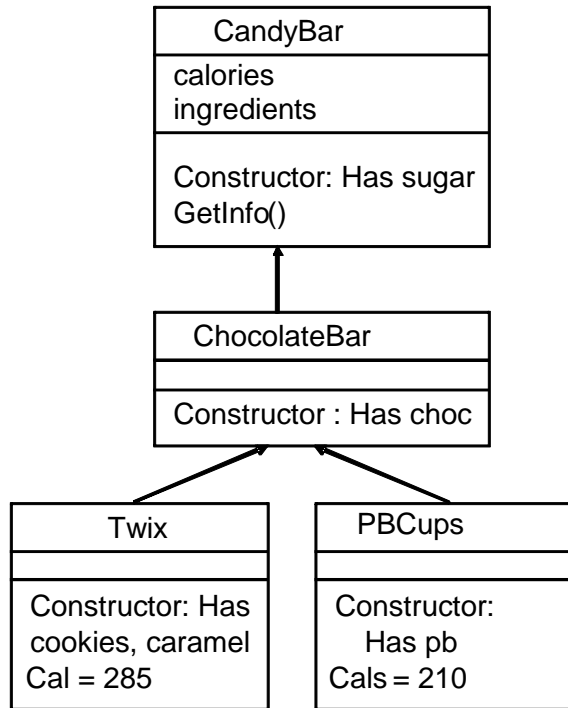 CandyBar
calories
ingredients
Constructor: Has sugar
GetInfo()
ChocolateBar
Constructor : Has choc
Twix
Constructor: Has
cookies, caramel
Cal = 285
PBCups
Constructor:
Has pb
Cals = 210